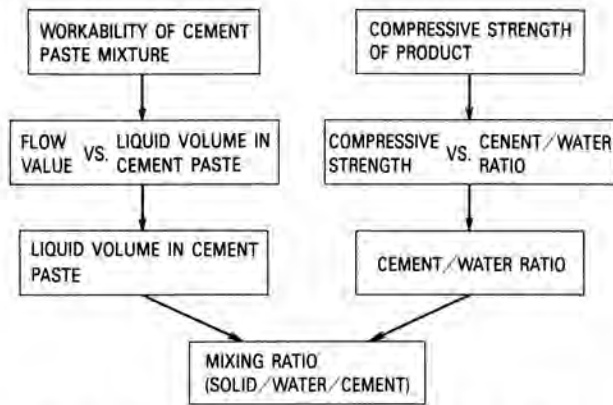 WORKABILITY OF CEMENT
PASTE MIXTURE
COMPRESSIVE STRENGTH
OF PRODUCT
FLOW VALUE VS. LIQUID VOLUME IN
CEMENT PASTE
COMPRESSIVE STRENGTH VS. CENENT/WATER
RATIO
LIQUID VOLUME IN CEMENT
PASTE
CEMENT/WATER RATIO
MIXING RATIO
(SOLID/WATER/CEMENT)